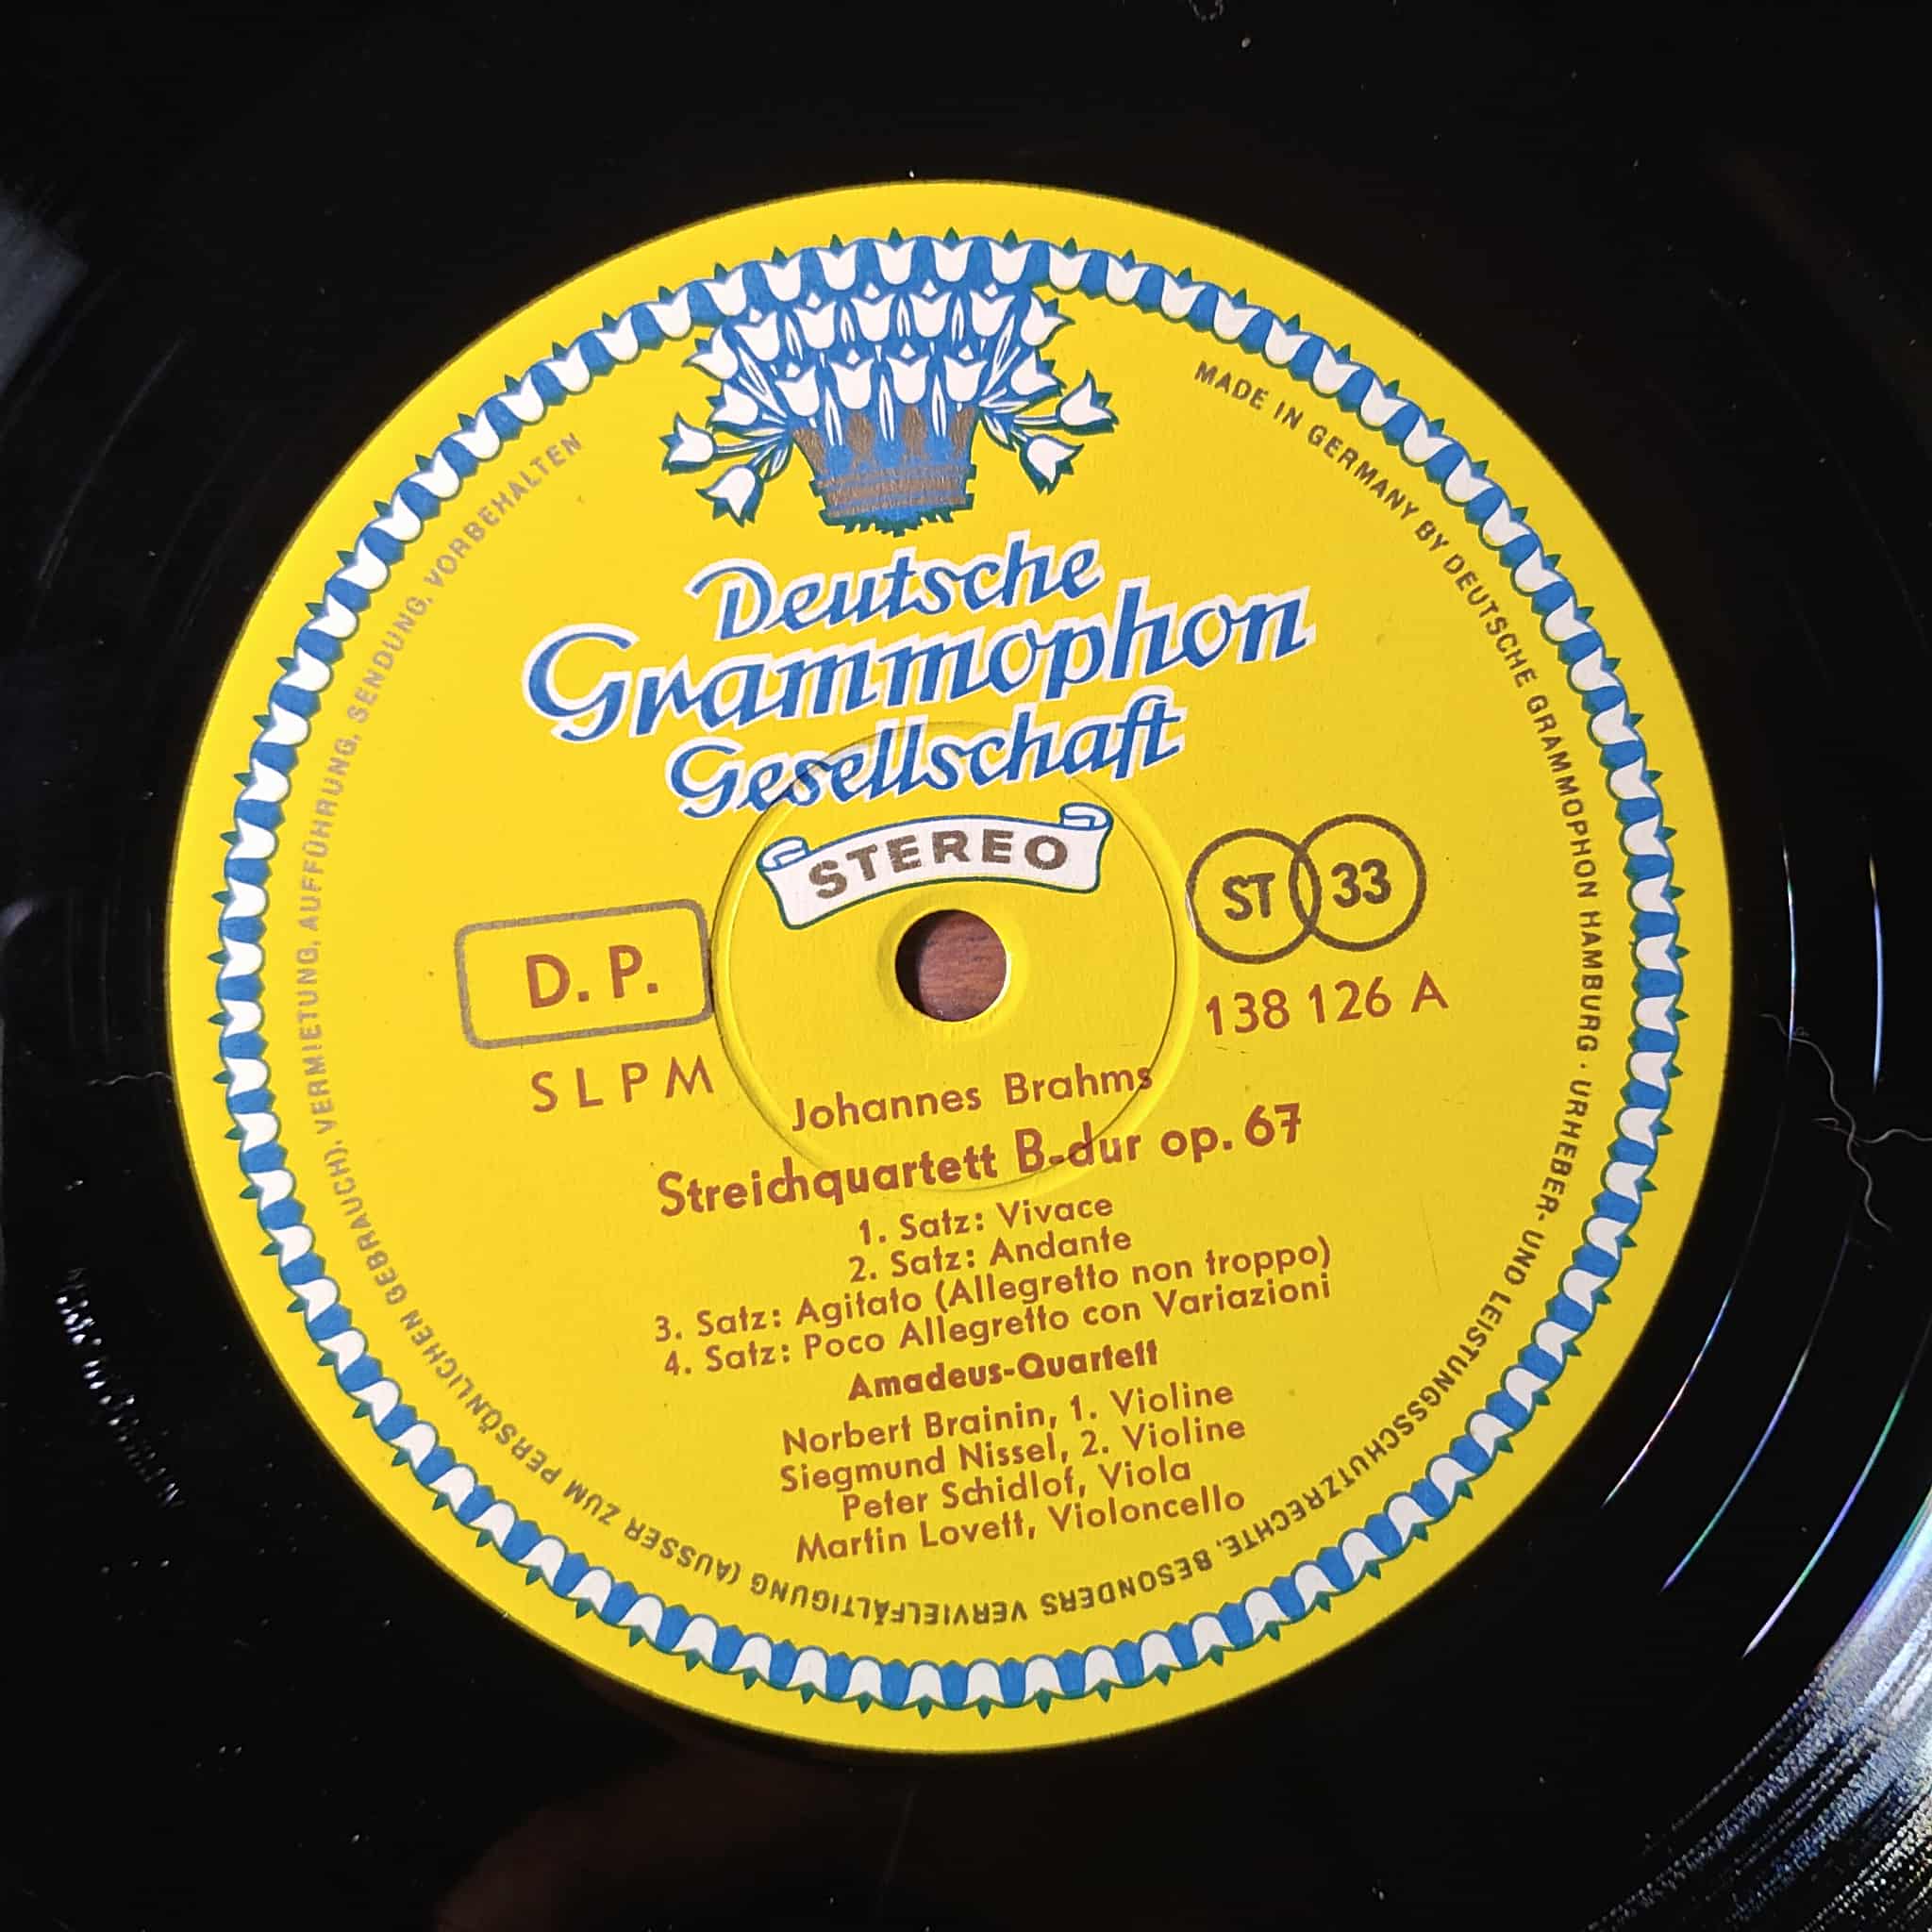 Deutsche
Grammophon
Gesellschaft
STEREO
D. P.
SLPM
ST 33
138 126 A
Johannes Brahms
Streichquartett B-dur op. 67
1. Satz: Vivace
2. Satz: Andante
3. Satz: Agitato (Allegretto non troppo)
4. Satz: Poco Allegretto con Variazioni
Amadeus-Quartett
Norbert Brainin, 1. Violine
Siegmund Nissel, 2. Violine
Peter Schidlof, Viola
Martin Lovett, Violoncello
MADE IN GERMANY BY DEUTSCHE GRAMMOPHON HAMBURG · URHEBER- UND LEISTUNGSSCHUTZRECHTE, BESONDERS VERVIELFÄLTIGUNG (AUSSER ZUM PERSÖNLICHEN GEBRAUCH), VERMIETUNG, AUFFÜHRUNG, SENDUNG, VORBEHALTEN